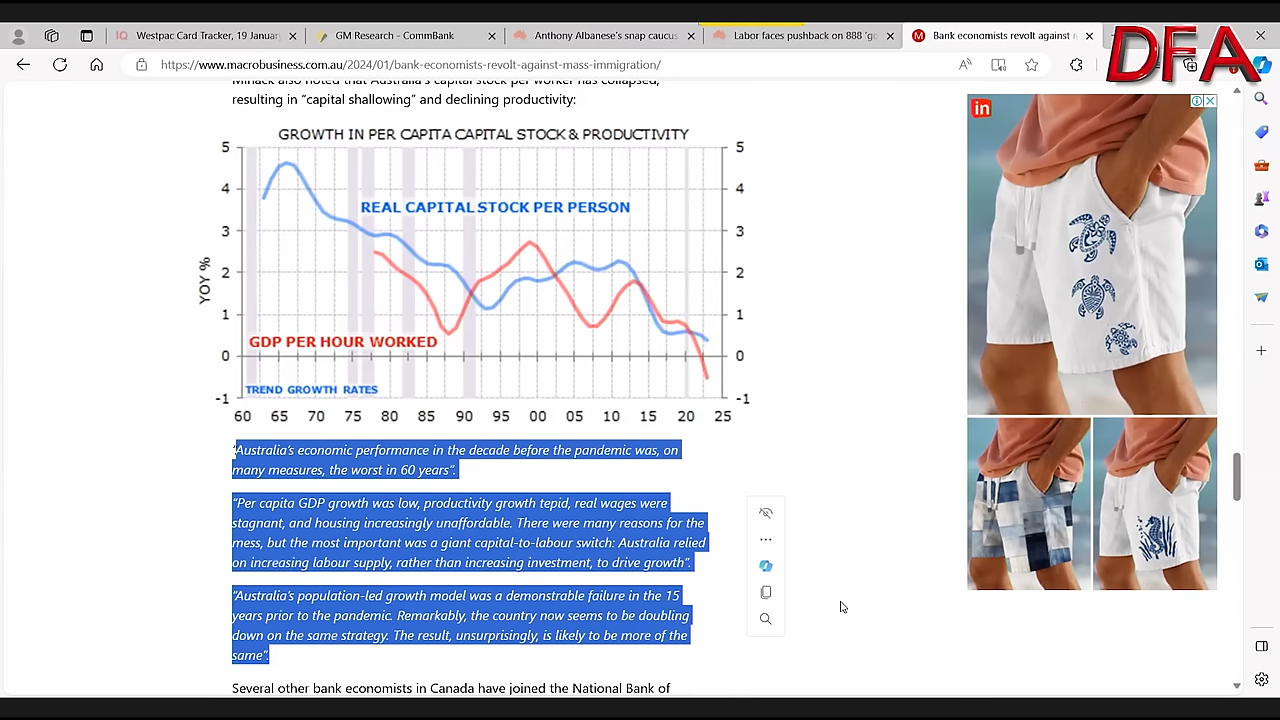 Westpac Card Tracker, 19 Januar
GM Research - CommBank
Anthony Albanese's snap caucus
Labor faces pushback on 888 'go
Bank economists revolt against n
DFA
https://www.macrobusiness.com.au/2024/01/bank-economists-revolt-against-mass-immigration/
Minack also noted that Australia's capital stock per worker has collapsed,
resulting in "capital shallowing" and declining productivity:
GROWTH IN PER CAPITA CAPITAL STOCK & PRODUCTIVITY
5 5
4 4
REAL CAPITAL STOCK PER PERSON
3 3
YOY %
2 2
1 1
GDP PER HOUR WORKED
0 0
TREND GROWTH RATES
-1 -1
60 65 70 75 80 85 90 95 00 05 10 15 20 25
"Australia's economic performance in the decade before the pandemic was, on
many measures, the worst in 60 years".
"Per capita GDP growth was low, productivity growth tepid, real wages were
stagnant, and housing increasingly unaffordable. There were many reasons for the
mess, but the most important was a giant capital-to-labour switch: Australia relied
on increasing labour supply, rather than increasing investment, to drive growth".
"Australia's population-led growth model was a demonstrable failure in the 15
years prior to the pandemic. Remarkably, the country now seems to be doubling
down on the same strategy. The result, unsurprisingly, is likely to be more of the
same".
Several other bank economists in Canada have joined the National Bank of
in